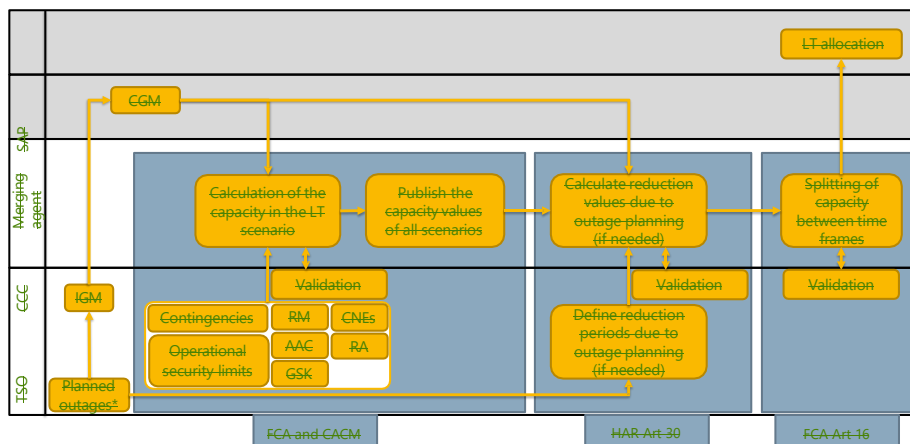 LT allocation
CGM
SAP
Merging
agent
Calculation of the
capacity in the LT
scenario
Publish the
capacity values
of all scenarios
Calculate reduction
values due to
outage planning
(if needed)
Splitting of
capacity
between time
frames
CCC
IGM
Validation
Validation
Validation
Contingencies
RM
CNEs
Operational
security limits
AAC
RA
GSK
Define reduction
periods due to
outage planning
(if needed)
TSO
Planned
outages*
FCA and CACM
HAR Art 30
FCA Art 16